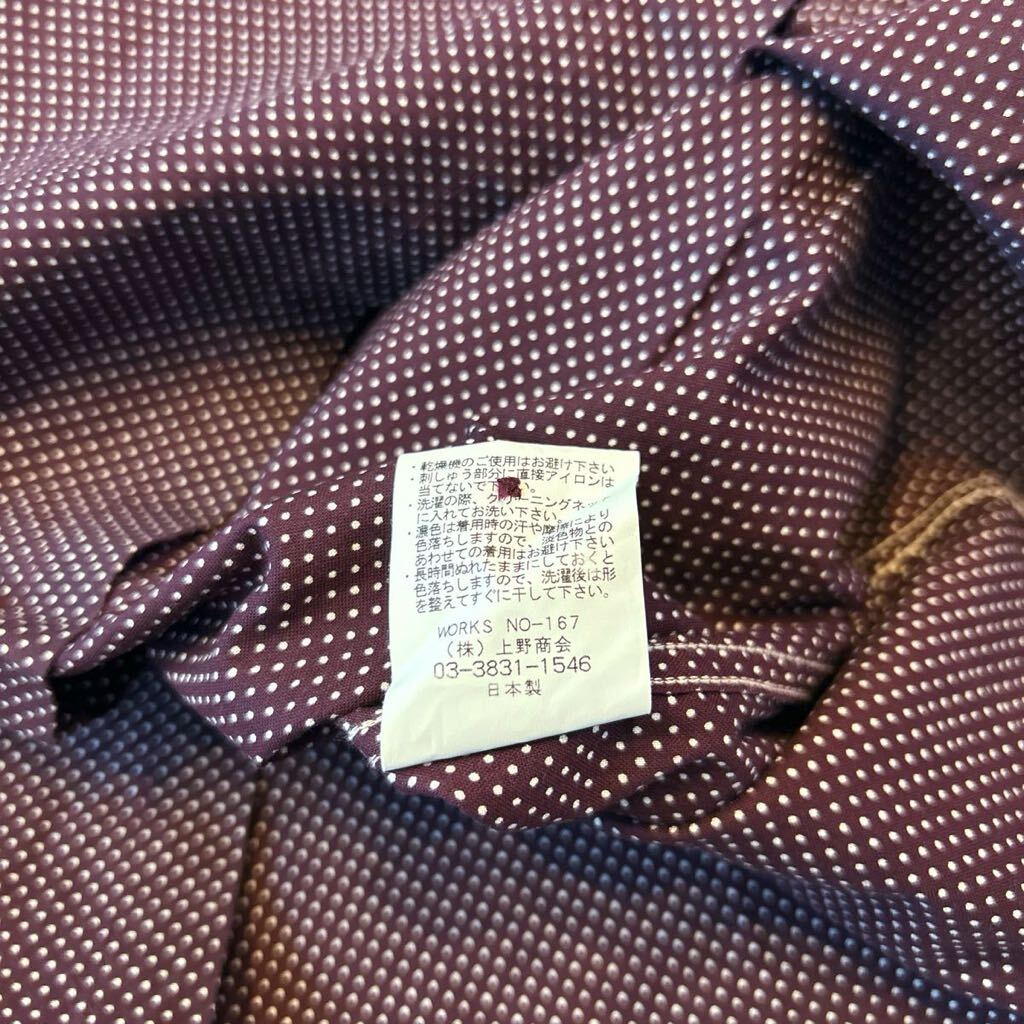 ・乾燥機のご使用はお避け下さい
・刺しゅう部分に直接アイロンは
当てないで下さい。
・洗濯の際、クリーニングネット
に入れてお洗い下さい
・濃色は着用時の汗や摩擦により
色落ちしますので、淡色物との
あわせての着用はお避け下さい
・長時間ぬれたままにしておくと
色落ちしますので、洗濯後は形
を整えてすぐに干して下さい。
WORKS NO-167
(株) 上野商会
03-3831-1546
日本製